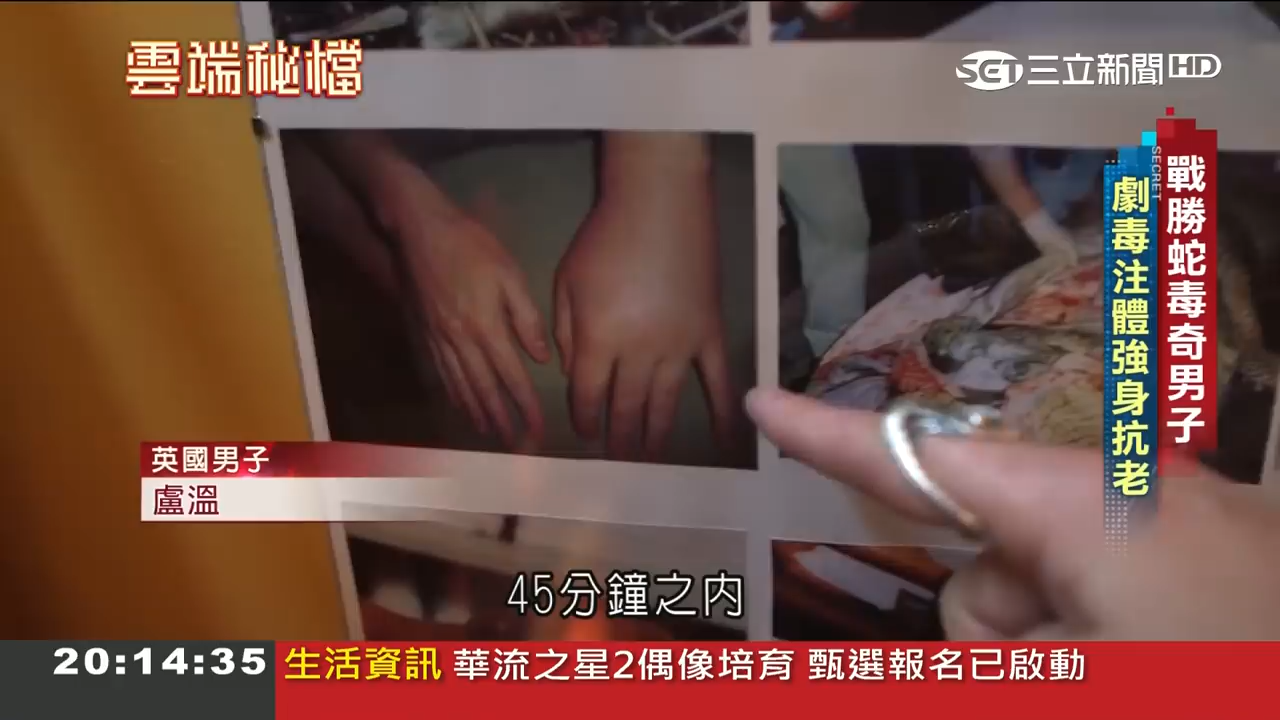 雲端秘檔
SET三立新聞HD
SECRET
戰勝蛇毒奇男子
劇毒注體強身抗老
英國男子
盧溫
45分鐘之內
20:14:35
生活資訊 華流之星2偶像培育 甄選報名已啟動